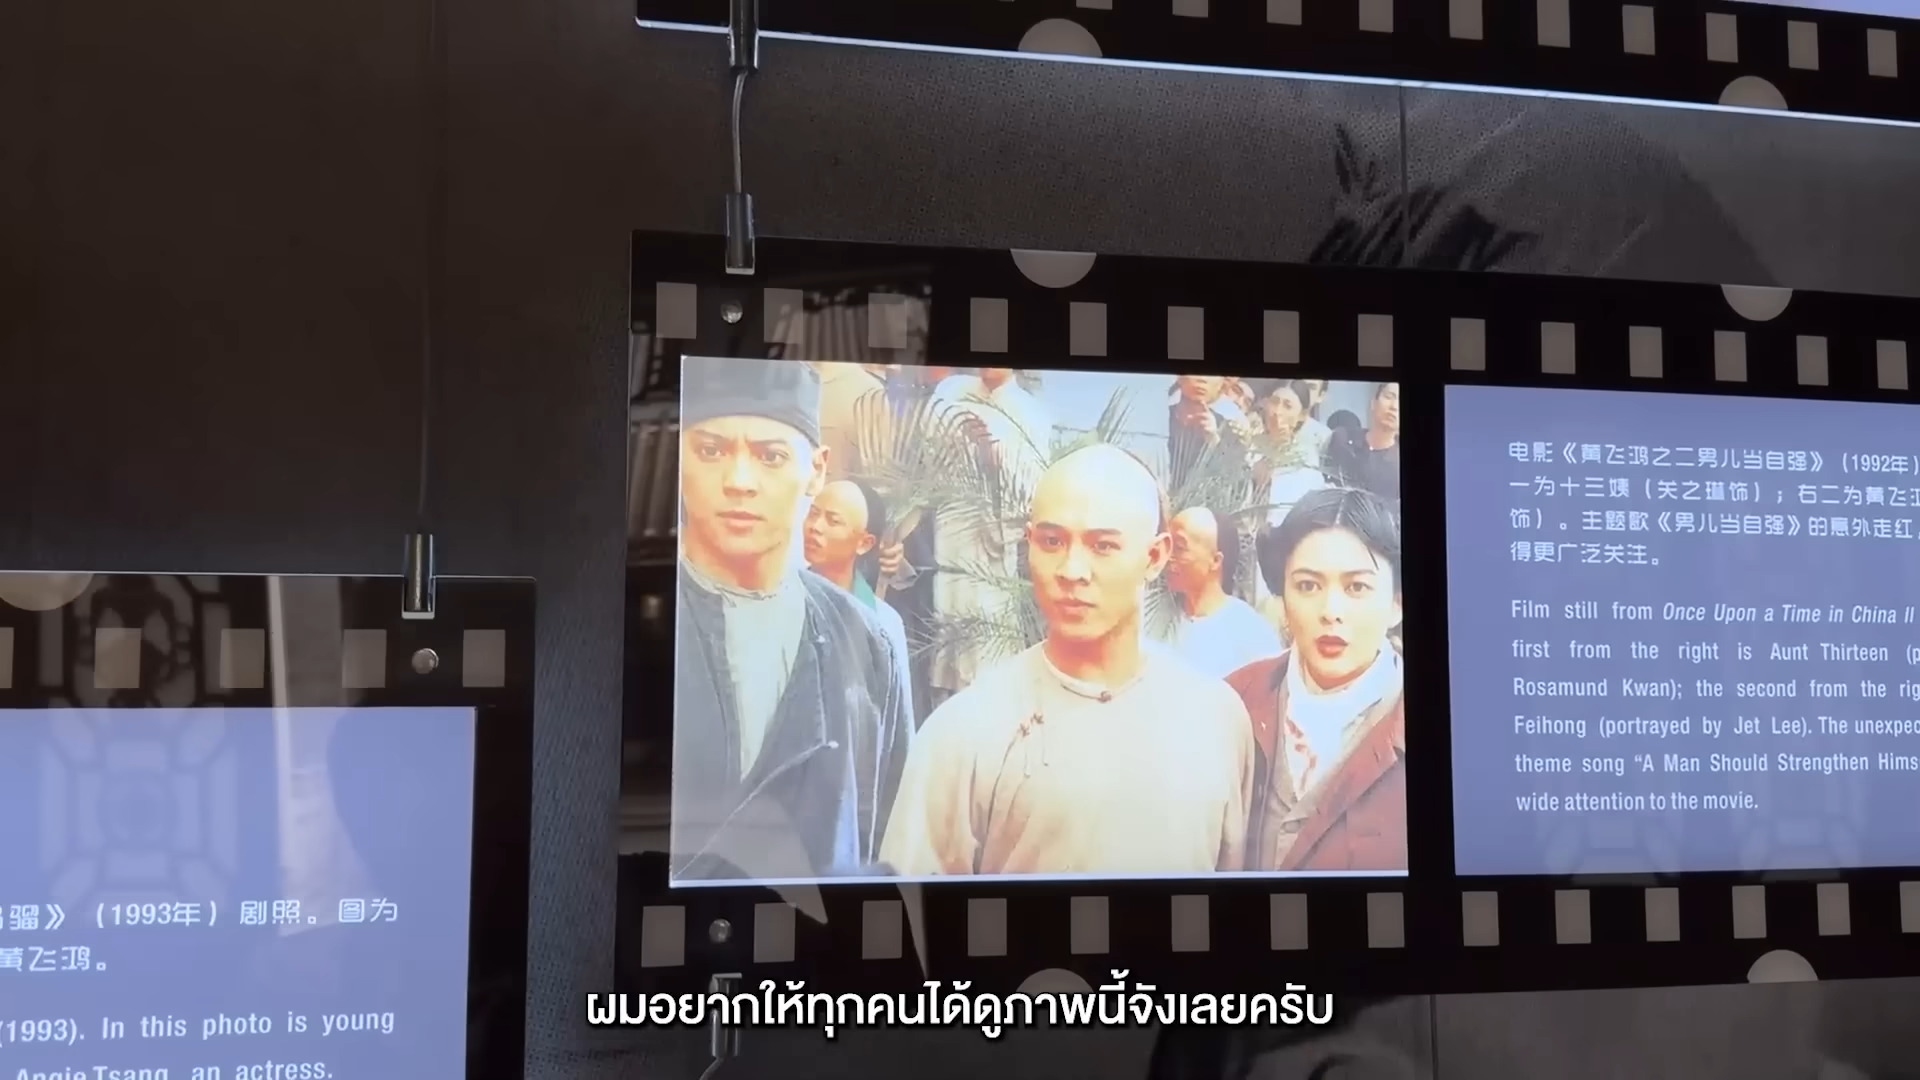 电影《黄飞鸿之二男儿当自强》（1992年）
一为十三姨（关之琳饰）；右二为黄飞
饰）。主题歌《男儿当自强》的意外走红，
得更广泛关注。
Film still from Once Upon a Time in China II
first from the right is Aunt Thirteen
Rosamund Kwan); the second from the
Feihong (portrayed by Jet Lee). The
theme song “A Man Should Strengthen
wide attention to the movie.
骝》（1993年）剧照。图为
黄飞鸿。
(1993). In this photo is young
Angie Tsang, an actress.
ผมอยากให้ทุกคนได้ดูภาพนี้จังเลยครับ